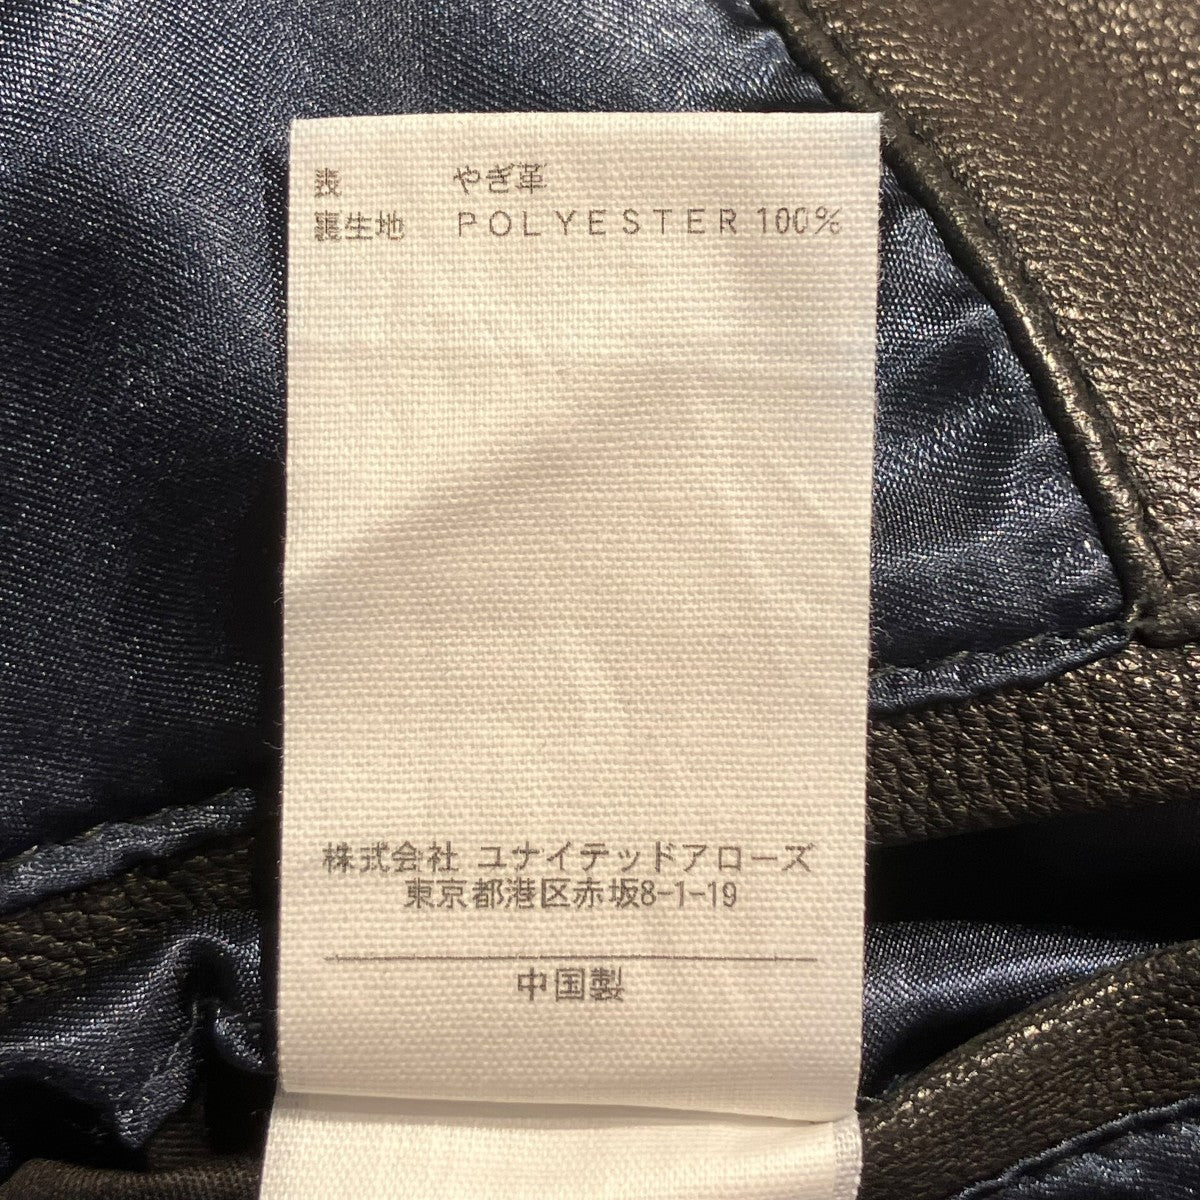 表 やぎ革
裏生地 POLYESTER 100%
株式会社 ユナイテッドアローズ
東京都港区赤坂8-1-19
中国製